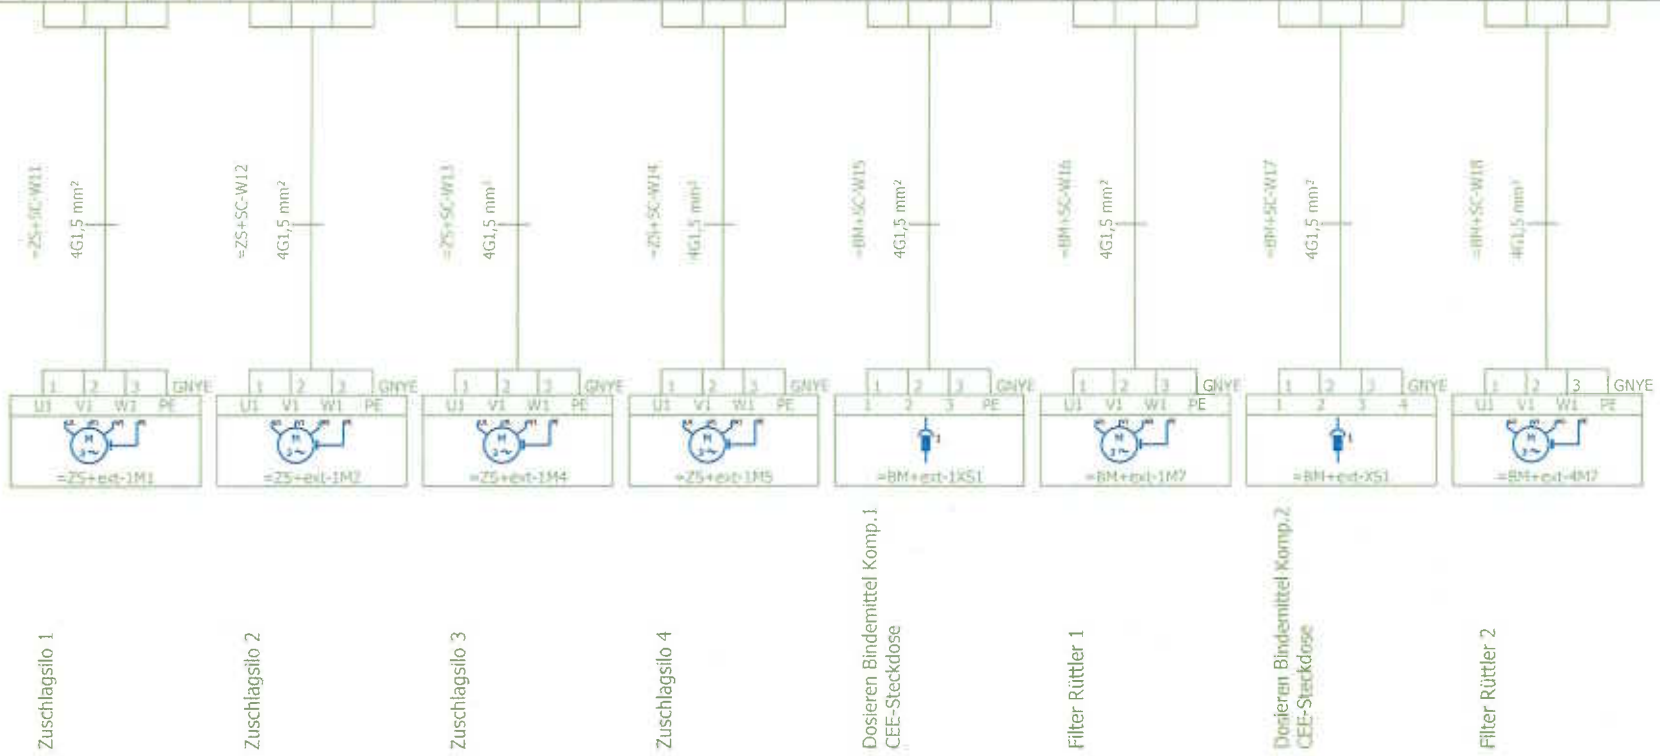 =ZS+SC-W11
4G1,5 mm²
=ZS+SC-W12
4G1,5 mm²
=ZS+SC-W13
4G1,5 mm²
=ZS+SC-W14
4G1,5 mm²
=BM+SC-W15
4G1,5 mm²
=BM+SC-W16
4G1,5 mm²
=BM+SC-W17
4G1,5 mm²
=BM+SC-W18
4G1,5 mm²
1 2 3 GNYE
U1 V1 W1 PE
M
3~
=ZS+ext-1M1
1 2 3 GNYE
U1 V1 W1 PE
M
3~
=ZS+ext-1M2
1 2 3 GNYE
U1 V1 W1 PE
M
3~
=ZS+ext-1M4
1 2 3 GNYE
U1 V1 W1 PE
M
3~
=ZS+ext-1M5
1 2 3 GNYE
1 2 3 PE
1
=BM+ext-1XS1
1 2 3 GNYE
U1 V1 W1 PE
M
3~
=BM+ext-1M7
1 2 3 GNYE
1 2 3 4
1
=BM+ext-XS1
1 2 3 GNYE
U1 V1 W1 PE
M
3~
=BM+ext-4M7
Zuschlagsilo 1
Zuschlagsilo 2
Zuschlagsilo 3
Zuschlagsilo 4
Dosieren Bindemittel Komp.1
CEE-Steckdose
Filter Rüttler 1
Dosieren Bindemittel Komp.2
CEE-Steckdose
Filter Rüttler 2